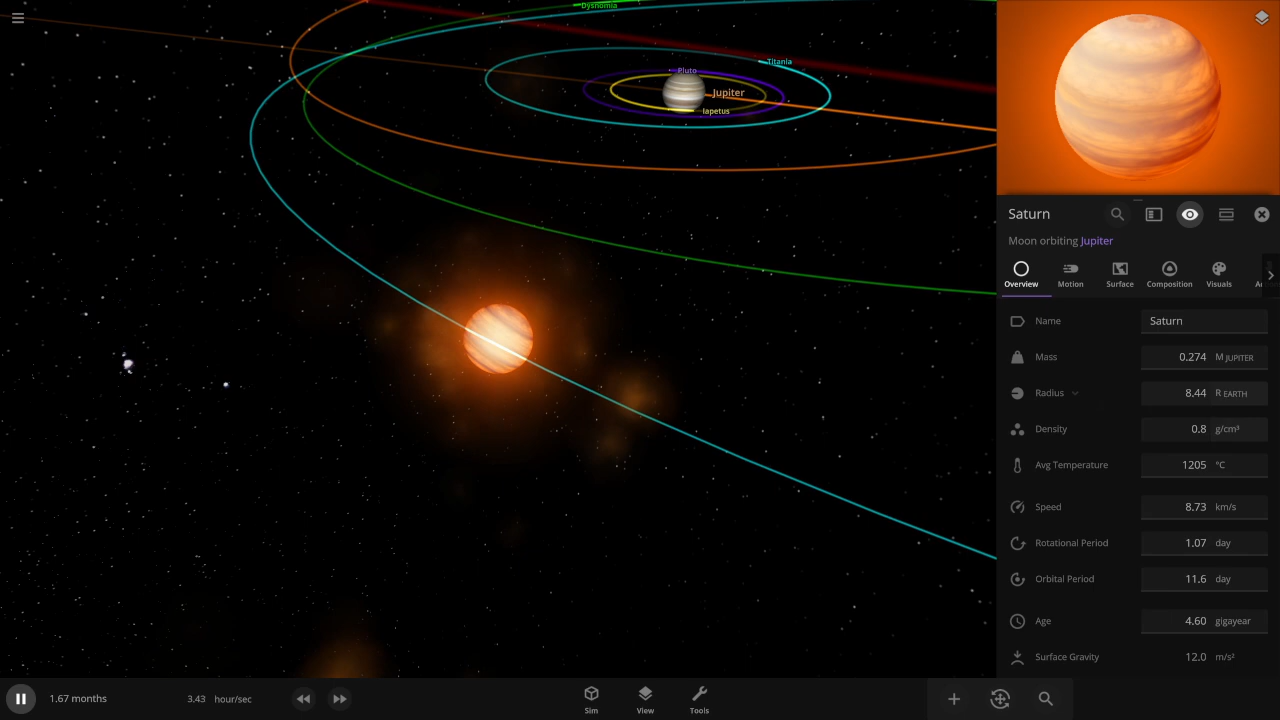 Dysnomia
Titania
Pluto
Jupiter
Iapetus
Saturn
Moon orbiting Jupiter
Overview Motion Surface Composition Visuals
Name Saturn
Mass 0.274 M JUPITER
Radius 8.44 R EARTH
Density 0.8 g/cm³
Avg Temperature 1205 °C
Speed 8.73 km/s
Rotational Period 1.07 day
Orbital Period 11.6 day
Age 4.60 gigayear
Surface Gravity 12.0 m/s²
1.67 months 3.43 hour/sec Sim View Tools